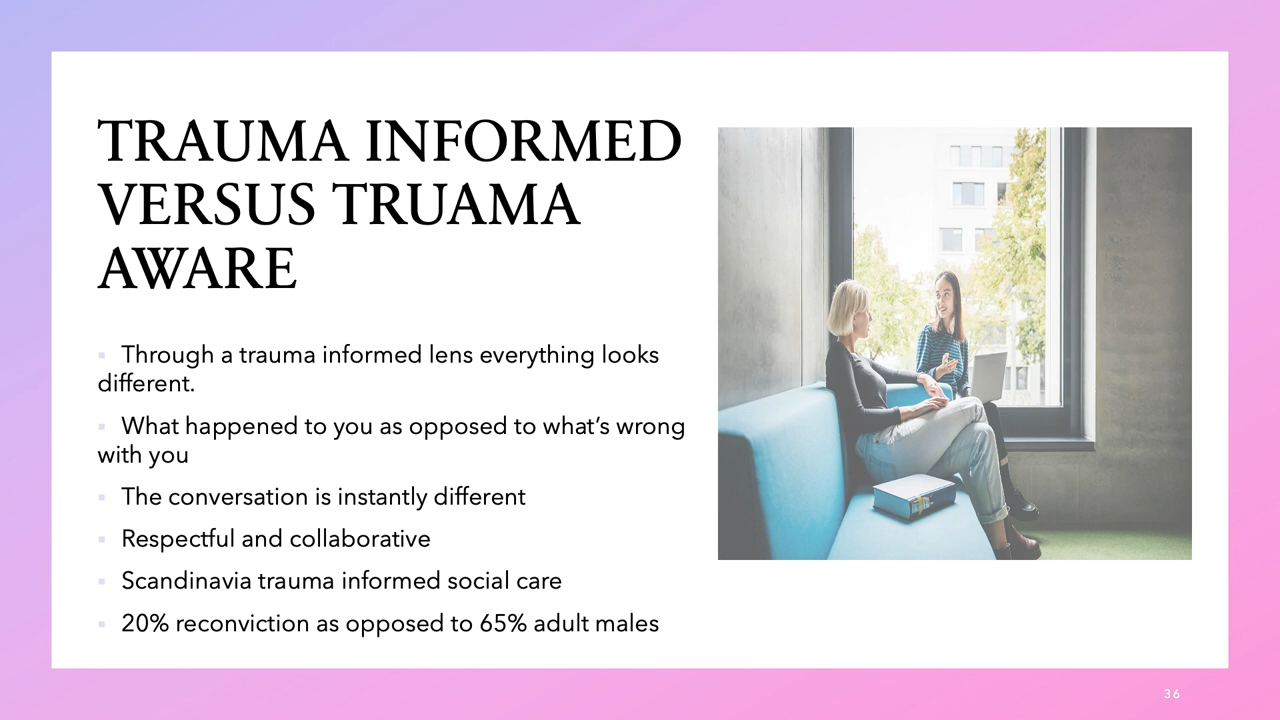 TRAUMA INFORMED
VERSUS TRUAMA
AWARE
▪ Through a trauma informed lens everything looks
different.
▪ What happened to you as opposed to what’s wrong
with you
▪ The conversation is instantly different
▪ Respectful and collaborative
▪ Scandinavia trauma informed social care
▪ 20% reconviction as opposed to 65% adult males
36